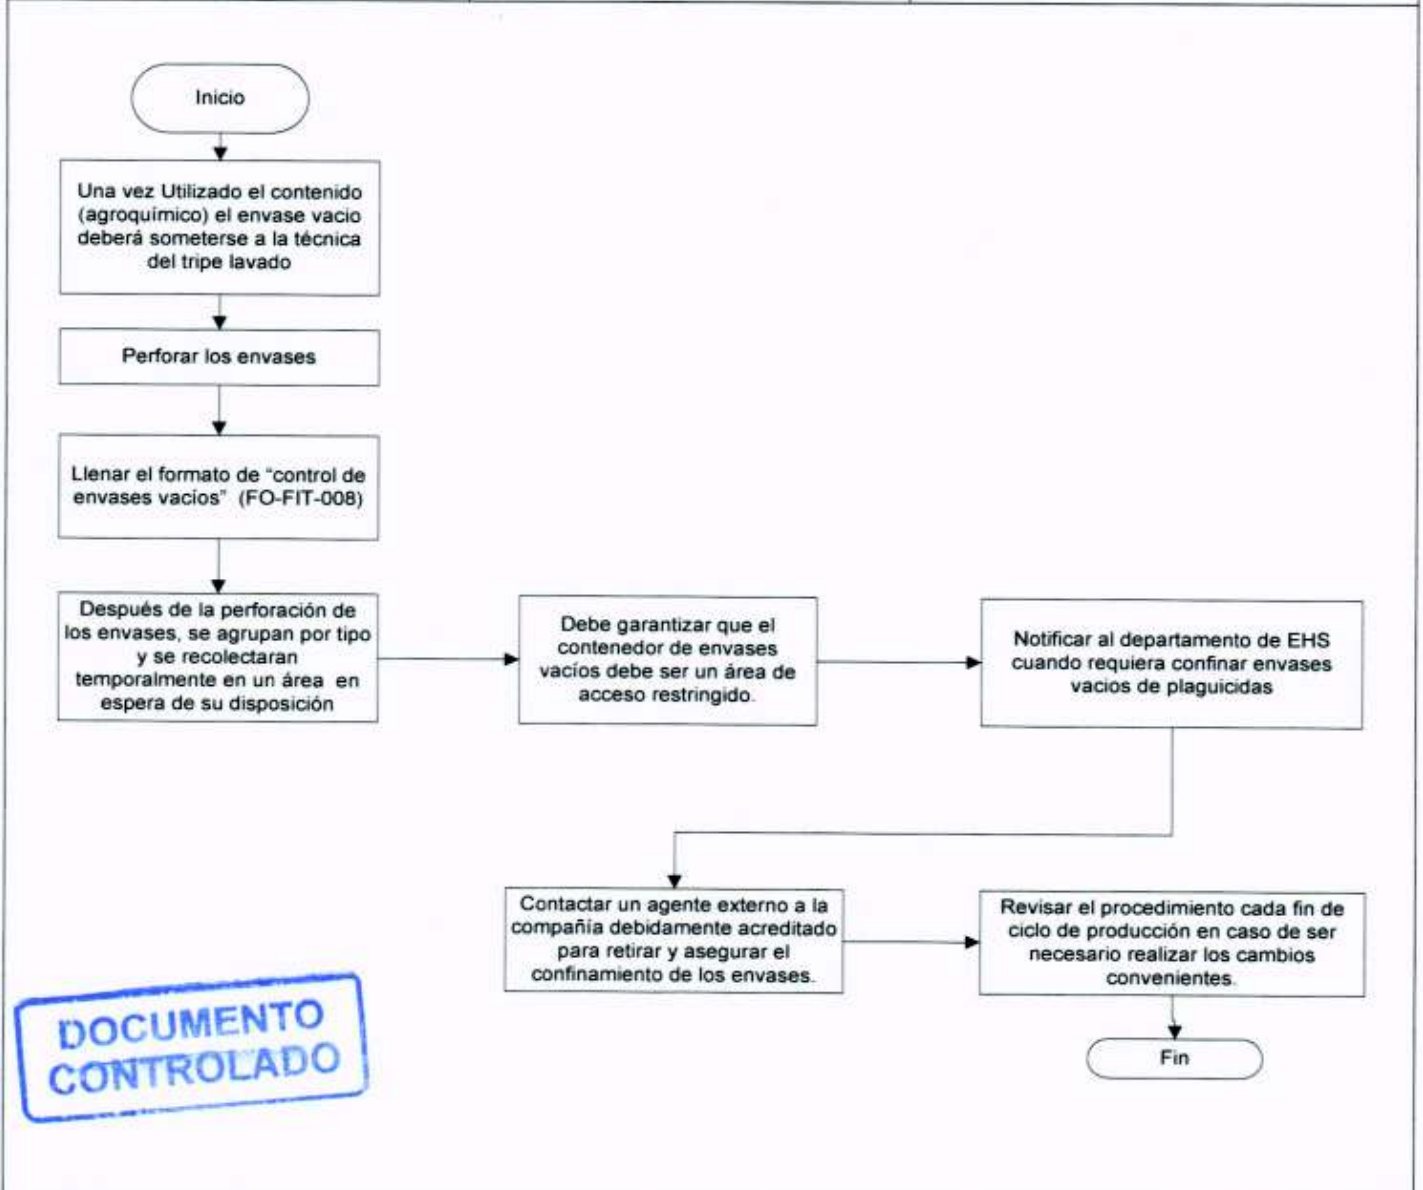 Inicio
Una vez Utilizado el contenido
(agroquímico) el envase vacio
deberá someterse a la técnica
del tripe lavado
Perforar los envases
Llenar el formato de “control de
envases vacíos” (FO-FIT-008)
Después de la perforación de
los envases, se agrupan por tipo
y se recolectaran
temporalmente en un área en
espera de su disposición
Debe garantizar que el
contenedor de envases
vacíos debe ser un área de
acceso restringido.
Notificar al departamento de EHS
cuando requiera confinar envases
vacios de plaguicidas
Contactar un agente externo a la
compañía debidamente acreditado
para retirar y asegurar el
confinamiento de los envases.
Revisar el procedimiento cada fin de
ciclo de producción en caso de ser
necesario realizar los cambios
convenientes.
Fin
DOCUMENTO
CONTROLADO